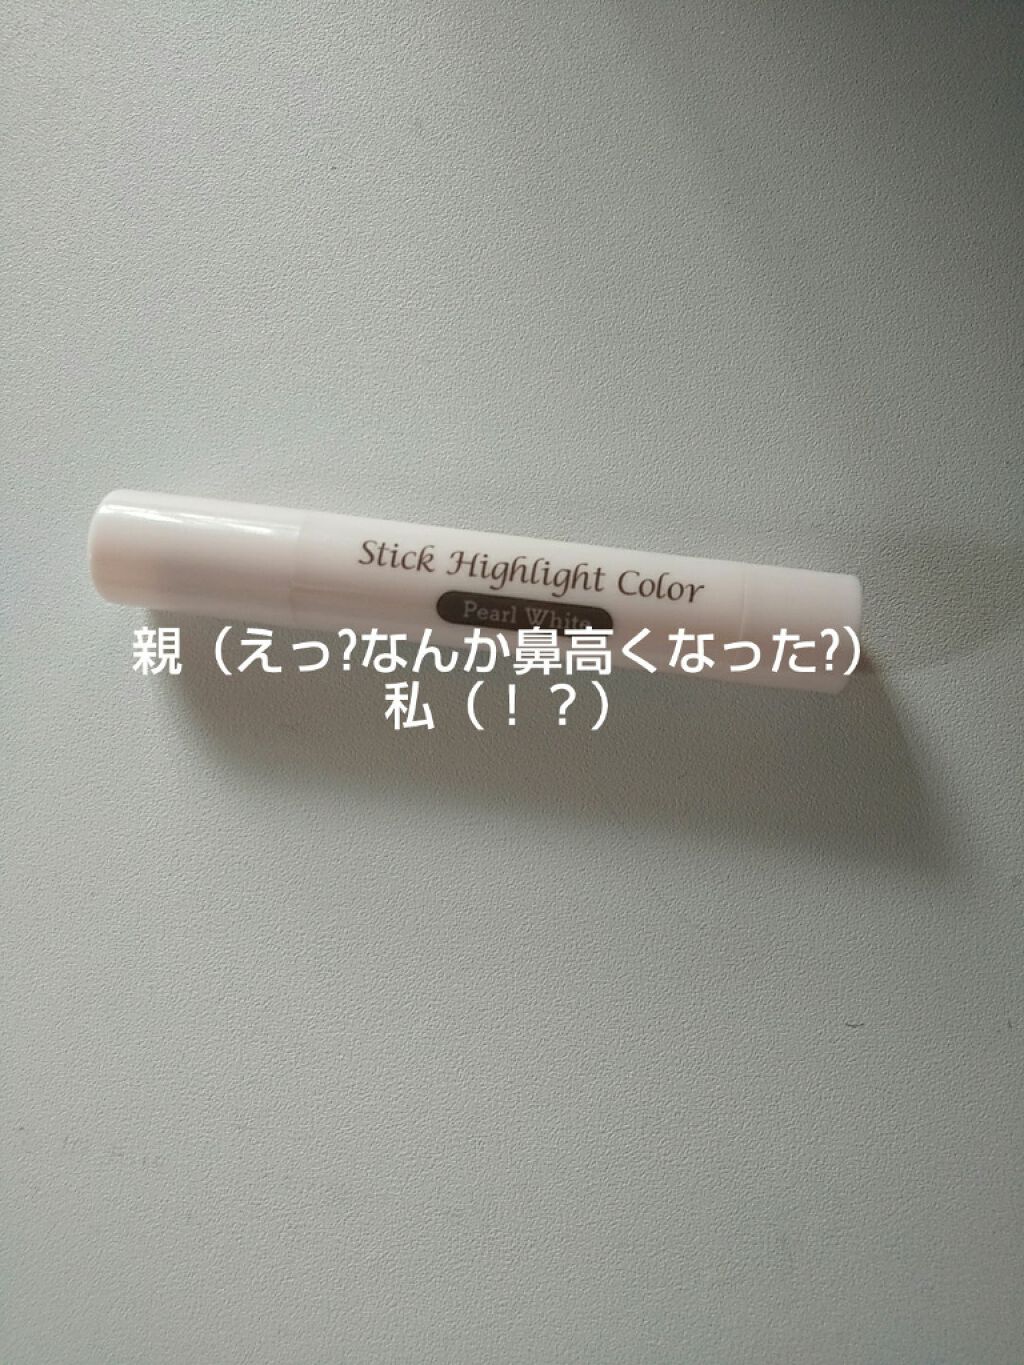 Stick Highlight Color
Pearl White
親（えっ?なんか鼻高くなった?）
私（！？）